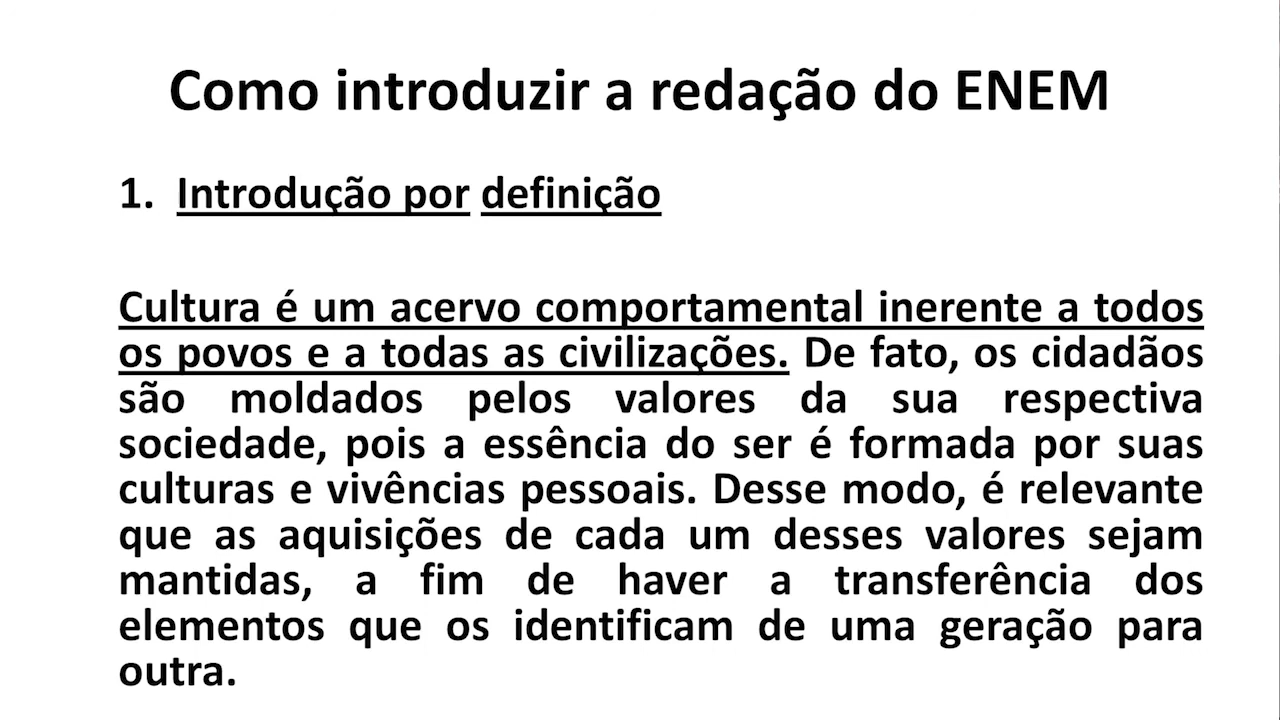 Como introduzir a redação do ENEM
1. Introdução por definição
Cultura é um acervo comportamental inerente a todos
os povos e a todas as civilizações. De fato, os cidadãos
são moldados pelos valores da sua respectiva
sociedade, pois a essência do ser é formada por suas
culturas e vivências pessoais. Desse modo, é relevante
que as aquisições de cada um desses valores sejam
mantidas, a fim de haver a transferência dos
elementos que os identificam de uma geração para
outra.